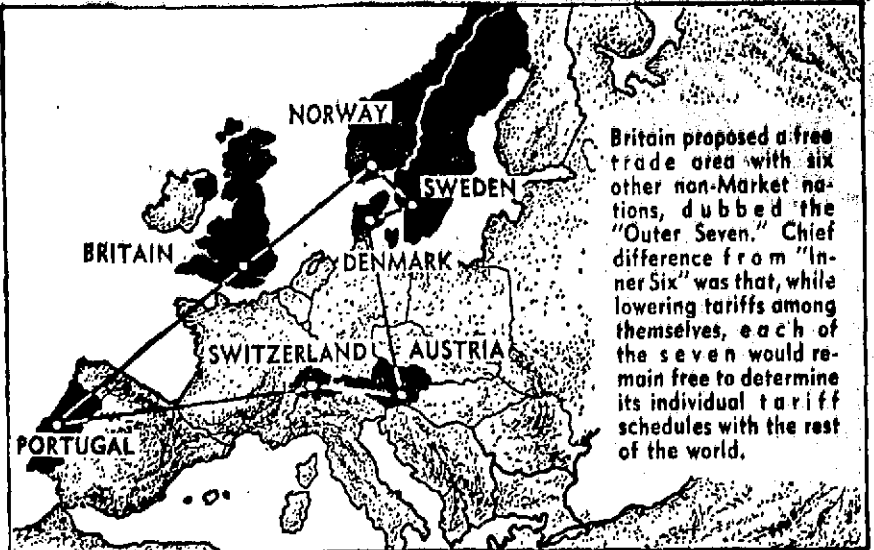 NORWAY
SWEDEN
BRITAIN
DENMARK
SWITZERLAND
AUSTRIA
PORTUGAL
Britain proposed a free
trade area with six
other non-Market na-
tions, dubbed the
"Outer Seven." Chief
difference from "In-
ner Six" was that, while
lowering tariffs among
themselves, each of
the seven would re-
main free to determine
its individual tariff
schedules with the rest
of the world.